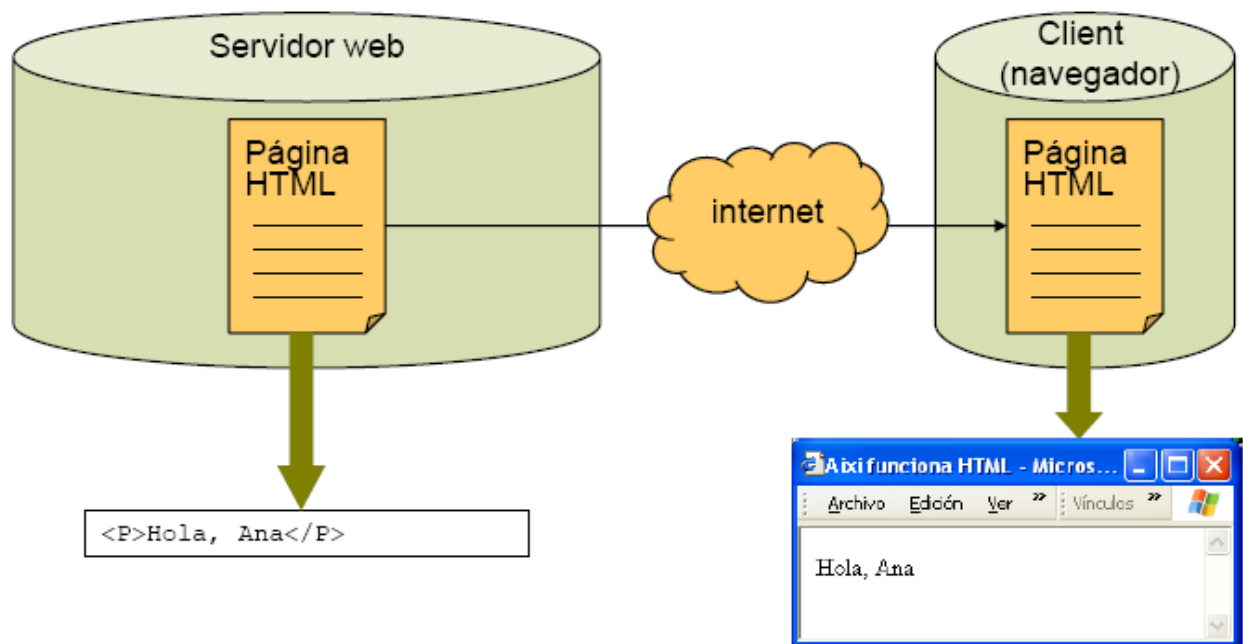 Servidor web
Página
HTML
internet
Client
(navegador)
Página
HTML
<P>Hola, Ana</P>
Aixi funciona HTML - Micros...
Archivo Edición Ver » Vínculos »
Hola, Ana